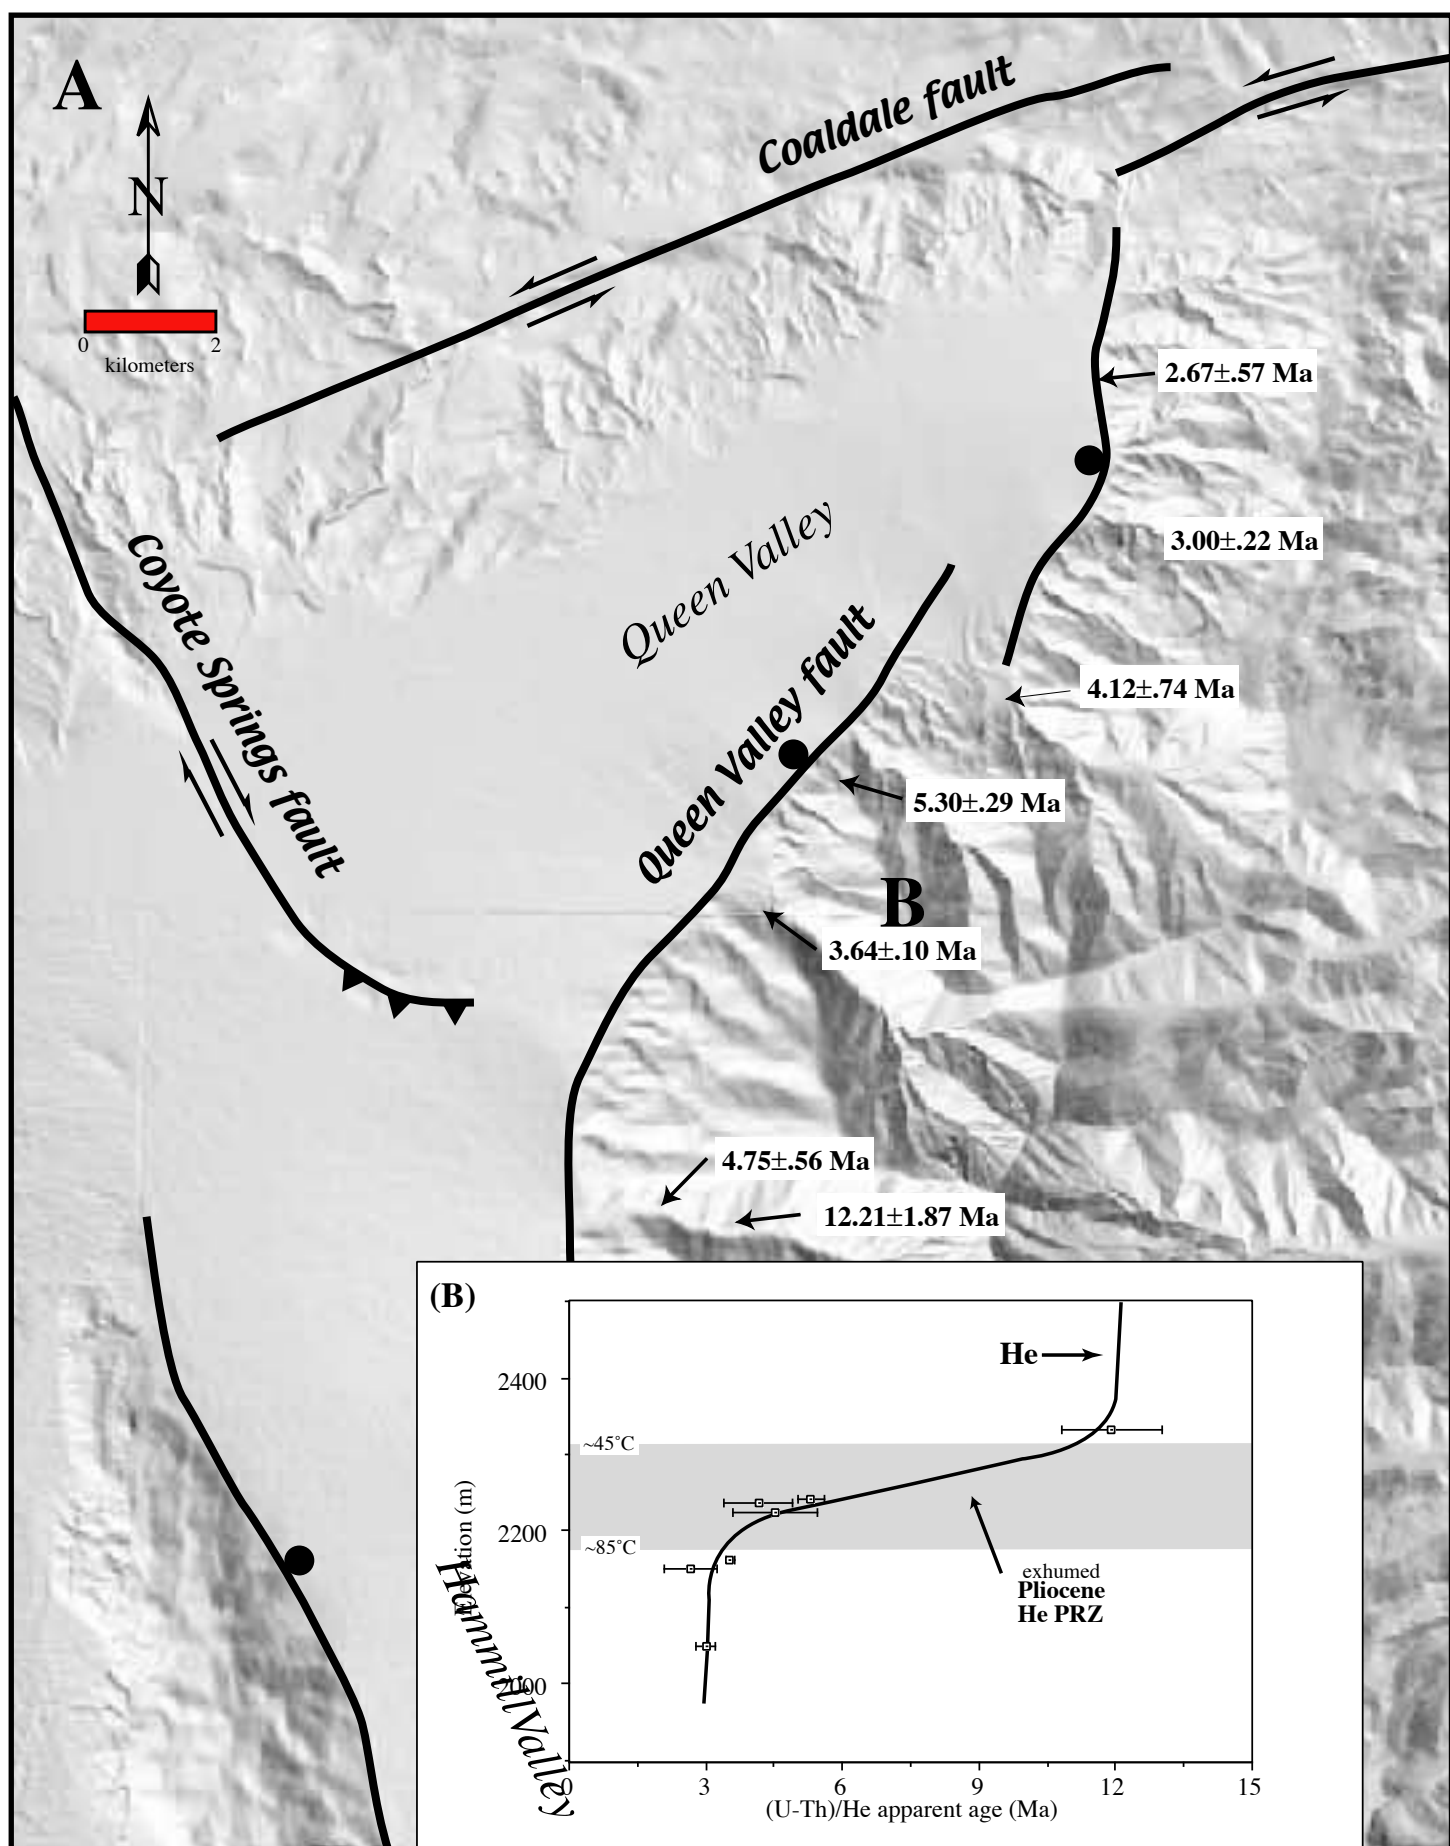 A
N
0 2
kilometers
Coaldale fault
2.67±.57 Ma
3.00±.22 Ma
Queen Valley
Coyote Springs fault
Queen Valley fault
4.12±.74 Ma
5.30±.29 Ma
B
3.64±.10 Ma
4.75±.56 Ma
12.21±1.87 Ma
(B)
He
2400
~45°C
Elevation (m)
2200
~85°C
exhumed
Pliocene
He PRZ
2000
Hammil Valley
0 3 6 9 12 15
(U-Th)/He apparent age (Ma)